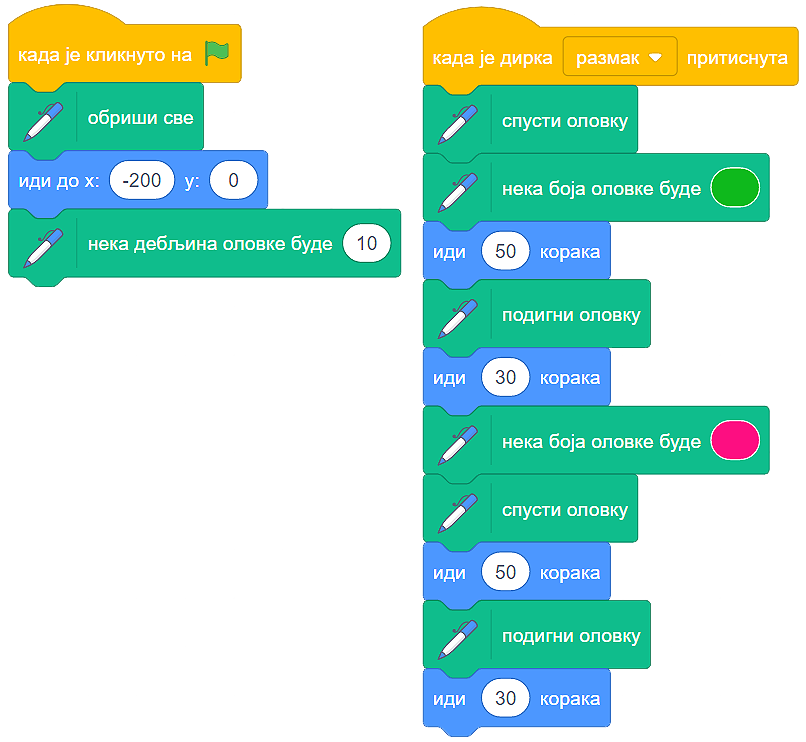 када је кликнуто на
обриши све
иди до x: -200 y: 0
нека дебљина оловке буде 10
када је дирка размак притиснута
спусти оловку
нека боја оловке буде
иди 50 корака
подигни оловку
иди 30 корака
нека боја оловке буде
спусти оловку
иди 50 корака
подигни оловку
иди 30 корака